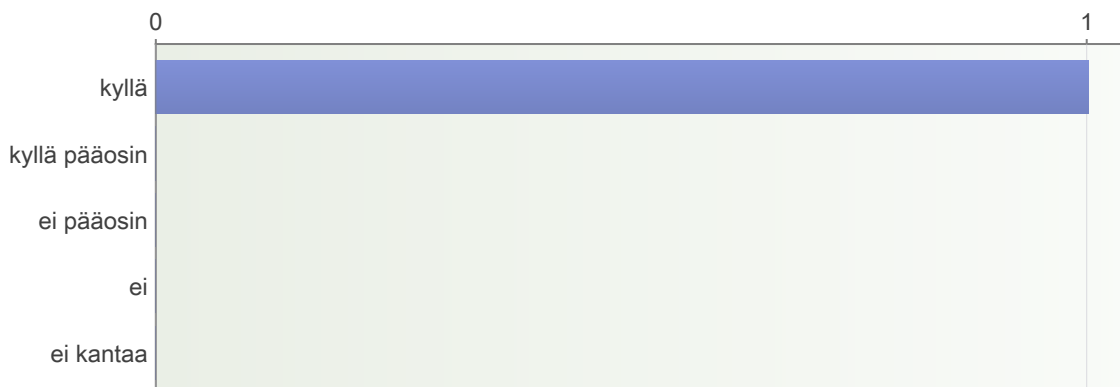 0 1
kyllä
kyllä pääosin
ei pääosin
ei
ei kantaa